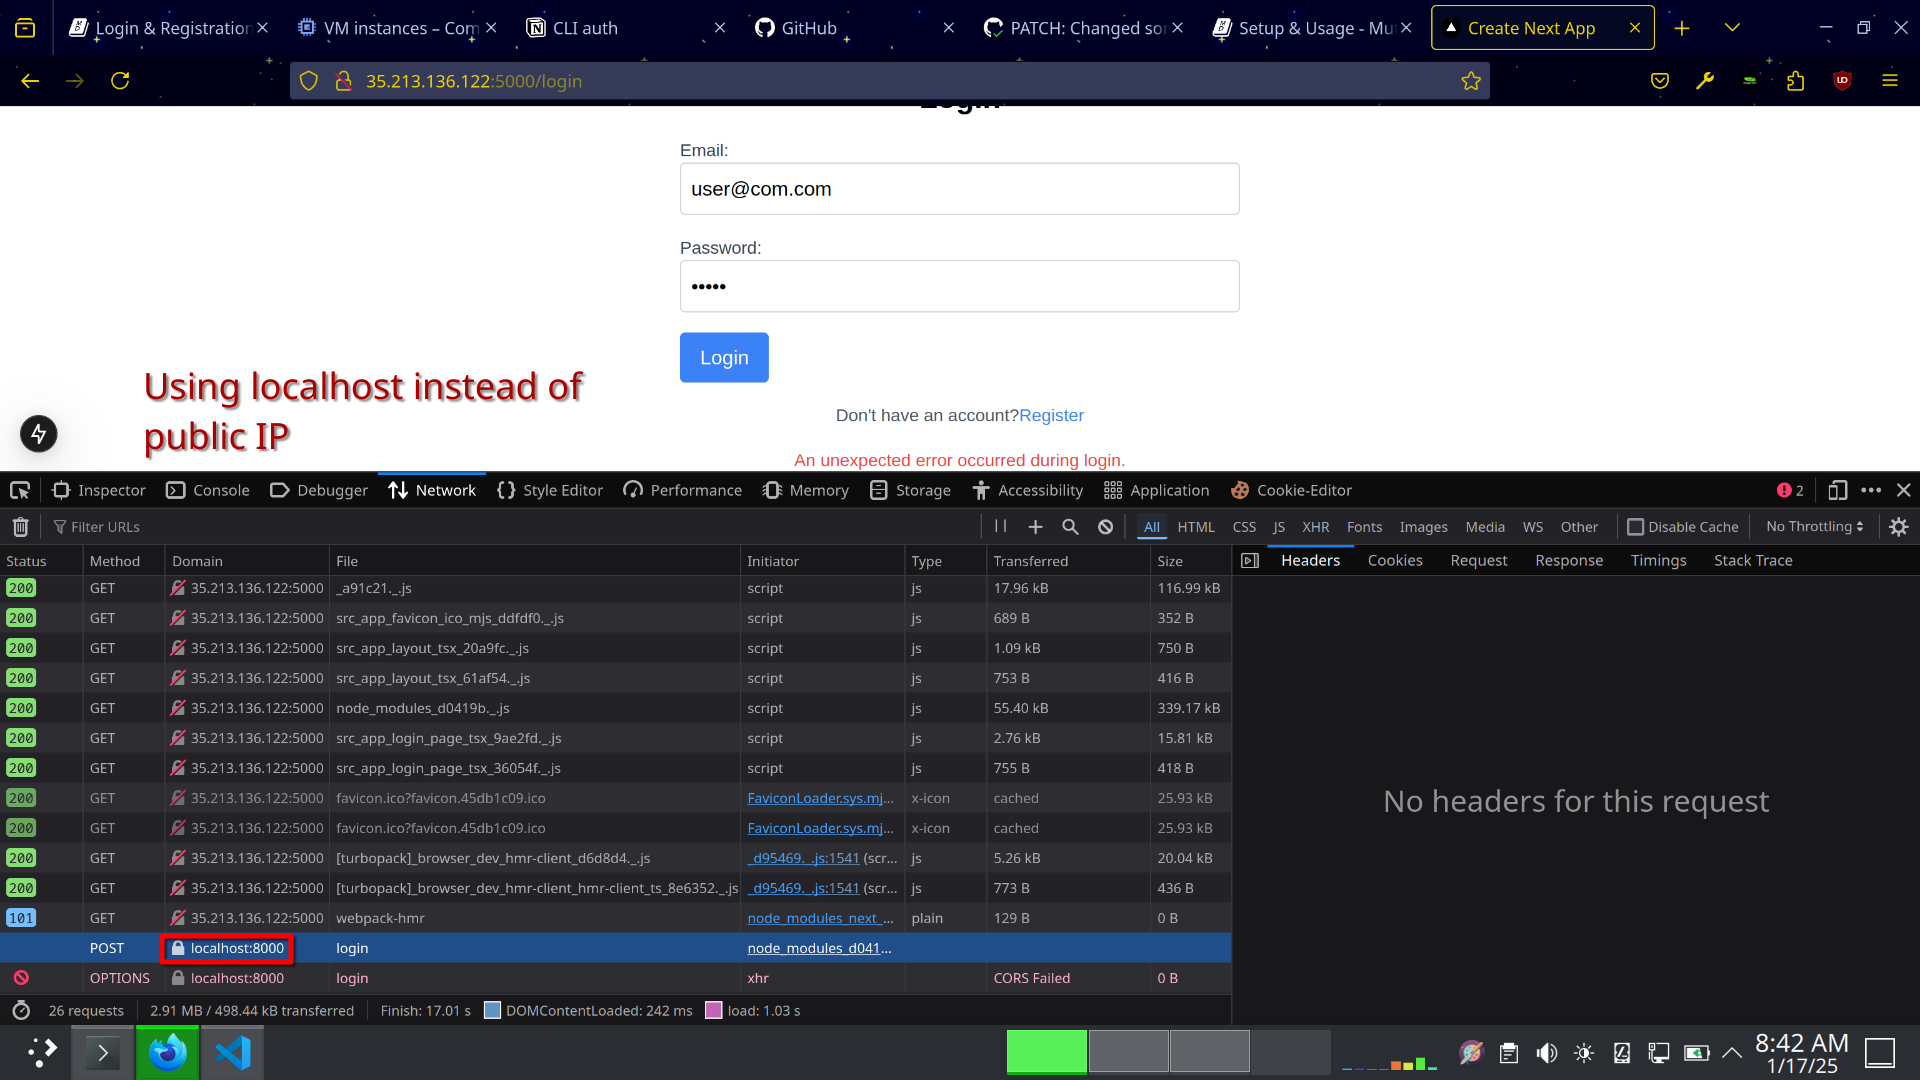 Login & Registration
VM instances – Com
CLI auth
GitHub
PATCH: Changed sor
Setup & Usage - Mu
Create Next App
35.213.136.122:5000/login
Login
Email:
user@com.com
Password:
•••••
Login
Don't have an account?Register
An unexpected error occurred during login.
Using localhost instead of
public IP
Inspector Console Debugger Network Style Editor Performance Memory Storage Accessibility Application Cookie-Editor 2
Filter URLs All HTML CSS JS XHR Fonts Images Media WS Other Disable Cache No Throttling
Status Method Domain File Initiator Type Transferred Size
Headers Cookies Request Response Timings Stack Trace
200 GET 35.213.136.122:5000 _a91c21._.js script js 17.96 kB 116.99 kB
200 GET 35.213.136.122:5000 src_app_favicon_ico_mjs_ddfdf0._.js script js 689 B 352 B
200 GET 35.213.136.122:5000 src_app_layout_tsx_20a9fc._.js script js 1.09 kB 750 B
200 GET 35.213.136.122:5000 src_app_layout_tsx_61af54._.js script js 753 B 416 B
200 GET 35.213.136.122:5000 node_modules_d0419b._.js script js 55.40 kB 339.17 kB
200 GET 35.213.136.122:5000 src_app_login_page_tsx_9ae2fd._.js script js 2.76 kB 15.81 kB
200 GET 35.213.136.122:5000 src_app_login_page_tsx_36054f._.js script js 755 B 418 B
200 GET 35.213.136.122:5000 favicon.ico?favicon.45db1c09.ico FaviconLoader.sys.mj... x-icon cached 25.93 kB
200 GET 35.213.136.122:5000 favicon.ico?favicon.45db1c09.ico FaviconLoader.sys.mj... x-icon cached 25.93 kB
200 GET 35.213.136.122:5000 [turbopack]_browser_dev_hmr-client_d6d8d4._.js _d95469._.js:1541 (scr... js 5.26 kB 20.04 kB
200 GET 35.213.136.122:5000 [turbopack]_browser_dev_hmr-client_hmr-client_ts_8e6352._.js _d95469._.js:1541 (scr... js 773 B 436 B
101 GET 35.213.136.122:5000 webpack-hmr node_modules_next_... plain 129 B 0 B
POST localhost:8000 login node_modules_d041...
OPTIONS localhost:8000 login xhr CORS Failed 0 B
No headers for this request
26 requests 2.91 MB / 498.44 kB transferred Finish: 17.01 s DOMContentLoaded: 242 ms load: 1.03 s
8:42 AM
1/17/25